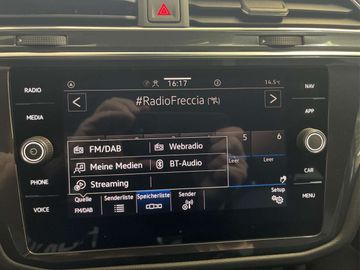 RADIO
MEDIA
PHONE
VOICE
NAV
APP
CAR
MENU
16:17
14.5°C
#RadioFreccia
5 6
FM/DAB
Webradio
Meine Medien
BT-Audio
Streaming
Leer Leer
Quelle Senderliste Speicherliste Sender Setup
FM/DAB